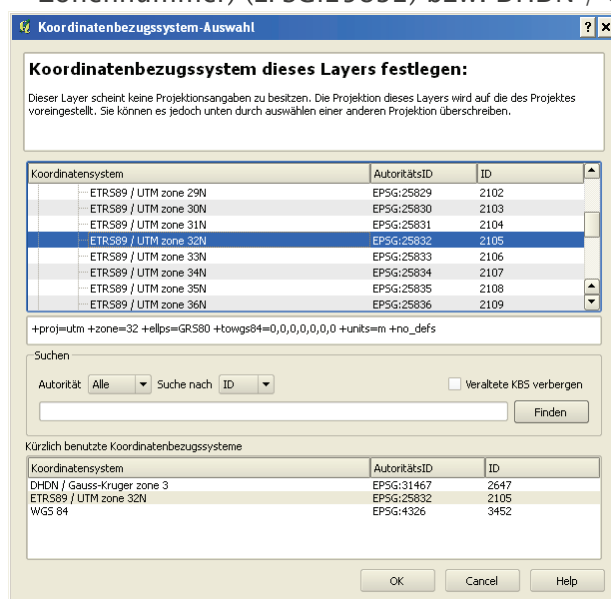 Koordinatenbezugssystem-Auswahl
Koordinatenbezugssystem dieses Layers festlegen:
Dieser Layer scheint keine Projektionsangaben zu besitzen. Die Projektion dieses Layers wird auf die des Projektes
voreingestellt. Sie können es jedoch unten durch auswählen einer anderen Projektion überschreiben.
Koordinatensystem AutoritätsID ID
ETRS89 / UTM zone 29N EPSG:25829 2102
ETRS89 / UTM zone 30N EPSG:25830 2103
ETRS89 / UTM zone 31N EPSG:25831 2104
ETRS89 / UTM zone 32N EPSG:25832 2105
ETRS89 / UTM zone 33N EPSG:25833 2106
ETRS89 / UTM zone 34N EPSG:25834 2107
ETRS89 / UTM zone 35N EPSG:25835 2108
ETRS89 / UTM zone 36N EPSG:25836 2109
+proj=utm +zone=32 +ellps=GRS80 +towgs84=0,0,0,0,0,0,0 +units=m +no_defs
Suchen
Autorität Alle Suche nach ID Veraltete KBS verbergen
Finden
Kürzlich benutzte Koordinatenbezugssysteme
Koordinatensystem AutoritätsID ID
DHDN / Gauss-Kruger zone 3 EPSG:31467 2647
ETRS89 / UTM zone 32N EPSG:25832 2105
WGS 84 EPSG:4326 3452
OK Cancel Help